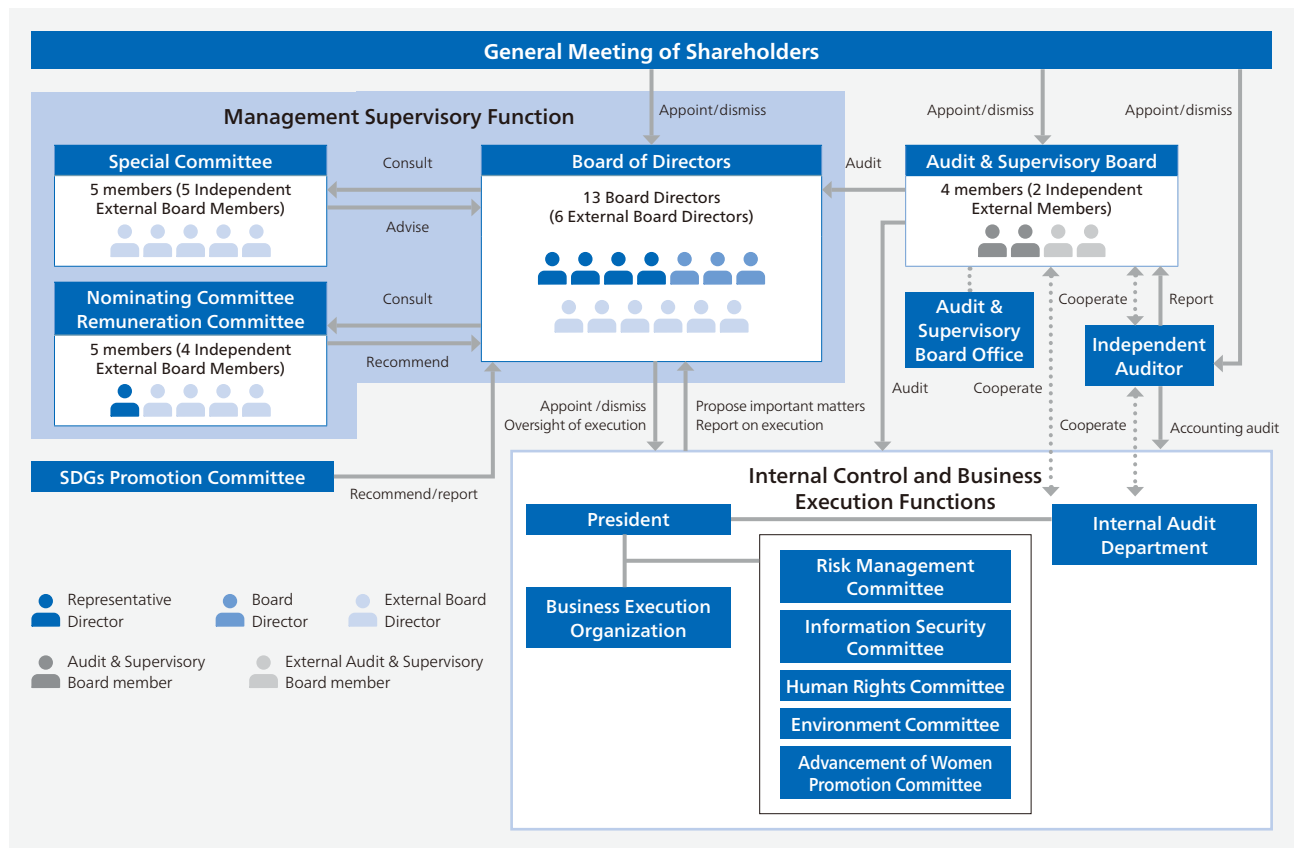 General Meeting of Shareholders
Appoint/dismiss
Appoint/dismiss
Appoint/dismiss
Management Supervisory Function
Special Committee
5 members (5 Independent
External Board Members)
Consult
Advise
Board of Directors
13 Board Directors
(6 External Board Directors)
Audit
Audit & Supervisory Board
4 members (2 Independent
External Members)
Nominating Committee
Remuneration Committee
5 members (4 Independent
External Board Members)
Consult
Recommend
Audit &
Supervisory
Board Office
Cooperate
Report
Independent
Auditor
Cooperate
Audit
Appoint /dismiss
Oversight of execution
Propose important matters
Report on execution
Cooperate
Accounting audit
SDGs Promotion Committee
Recommend/report
Internal Control and Business
Execution Functions
President
Internal Audit
Department
Business Execution
Organization
Risk Management
Committee
Information Security
Committee
Human Rights Committee
Environment Committee
Advancement of Women
Promotion Committee
Representative
Director
Board
Director
External Board
Director
Audit & Supervisory
Board member
External Audit & Supervisory
Board member